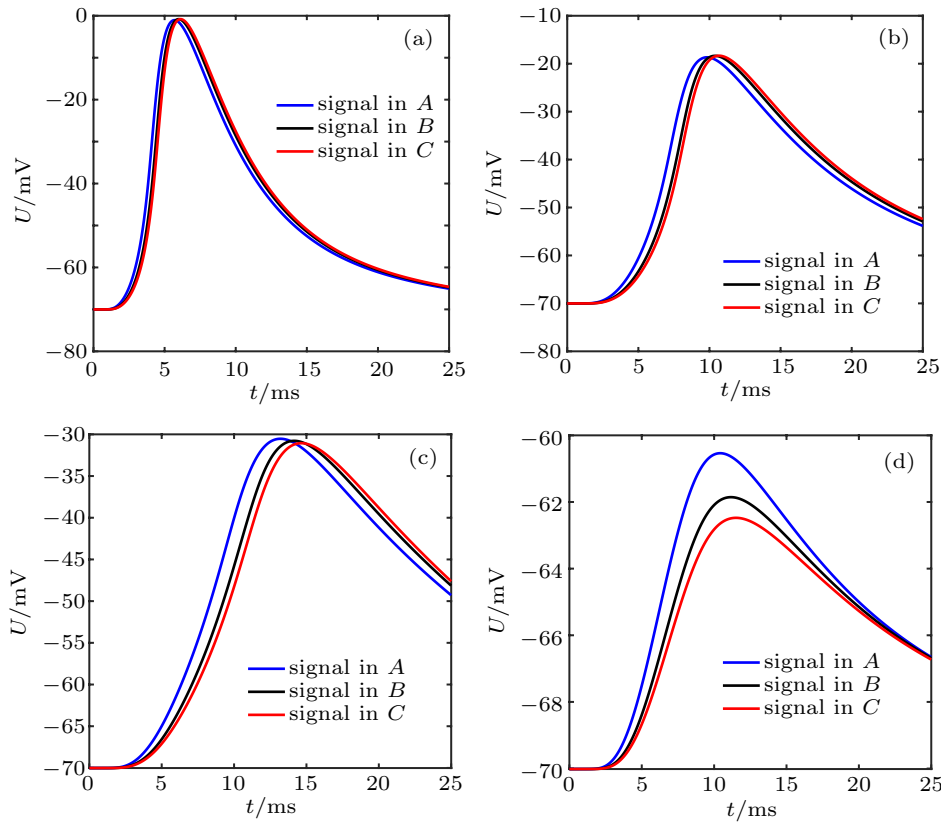 (a)
0
−20
−40
−60
−80
U/mV
signal in A
signal in B
signal in C
0 5 10 15 20 25
t/ms
(b)
−10
−20
−30
−40
−50
−60
−70
−80
U/mV
signal in A
signal in B
signal in C
0 5 10 15 20 25
t/ms
(c)
−30
−35
−40
−45
−50
−55
−60
−65
−70
U/mV
signal in A
signal in B
signal in C
0 5 10 15 20 25
t/ms
(d)
−60
−62
−64
−66
−68
−70
U/mV
signal in A
signal in B
signal in C
0 5 10 15 20 25
t/ms